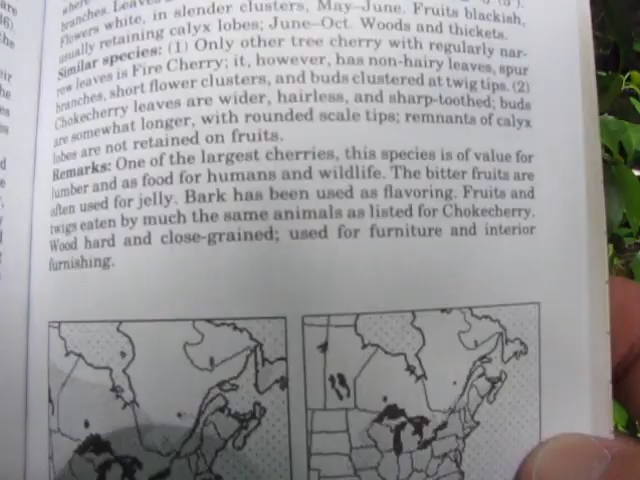 branches. Leaves
Flowers white, in slender clusters, May–June. Fruits blackish,
usually retaining calyx lobes; June–Oct. Woods and thickets.
Similar species: (1) Only other tree cherry with regularly nar-
row leaves is Fire Cherry; it, however, has non-hairy leaves, spur
branches, short flower clusters, and buds clustered at twig tips. (2)
Chokecherry leaves are wider, hairless, and sharp-toothed; buds
are somewhat longer, with rounded scale tips; remnants of calyx
lobes are not retained on fruits.
Remarks: One of the largest cherries, this species is of value for
lumber and as food for humans and wildlife. The bitter fruits are
often used for jelly. Bark has been used as flavoring. Fruits and
twigs eaten by much the same animals as listed for Chokecherry.
Wood hard and close-grained; used for furniture and interior
furnishing.